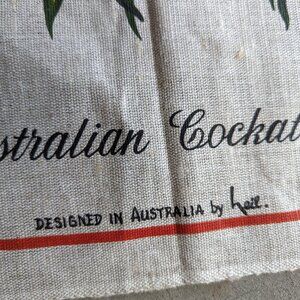 stralian Cockat
DESIGNED IN AUSTRALIA by